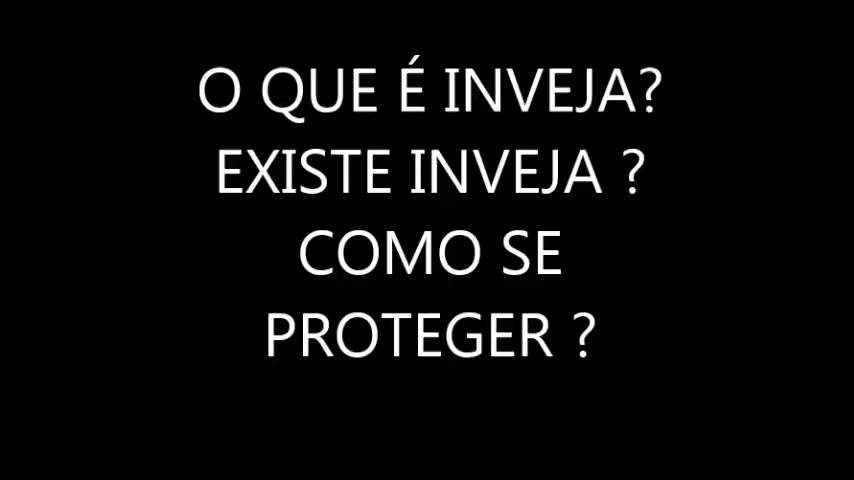 O QUE É INVEJA?
EXISTE INVEJA ?
COMO SE
PROTEGER ?